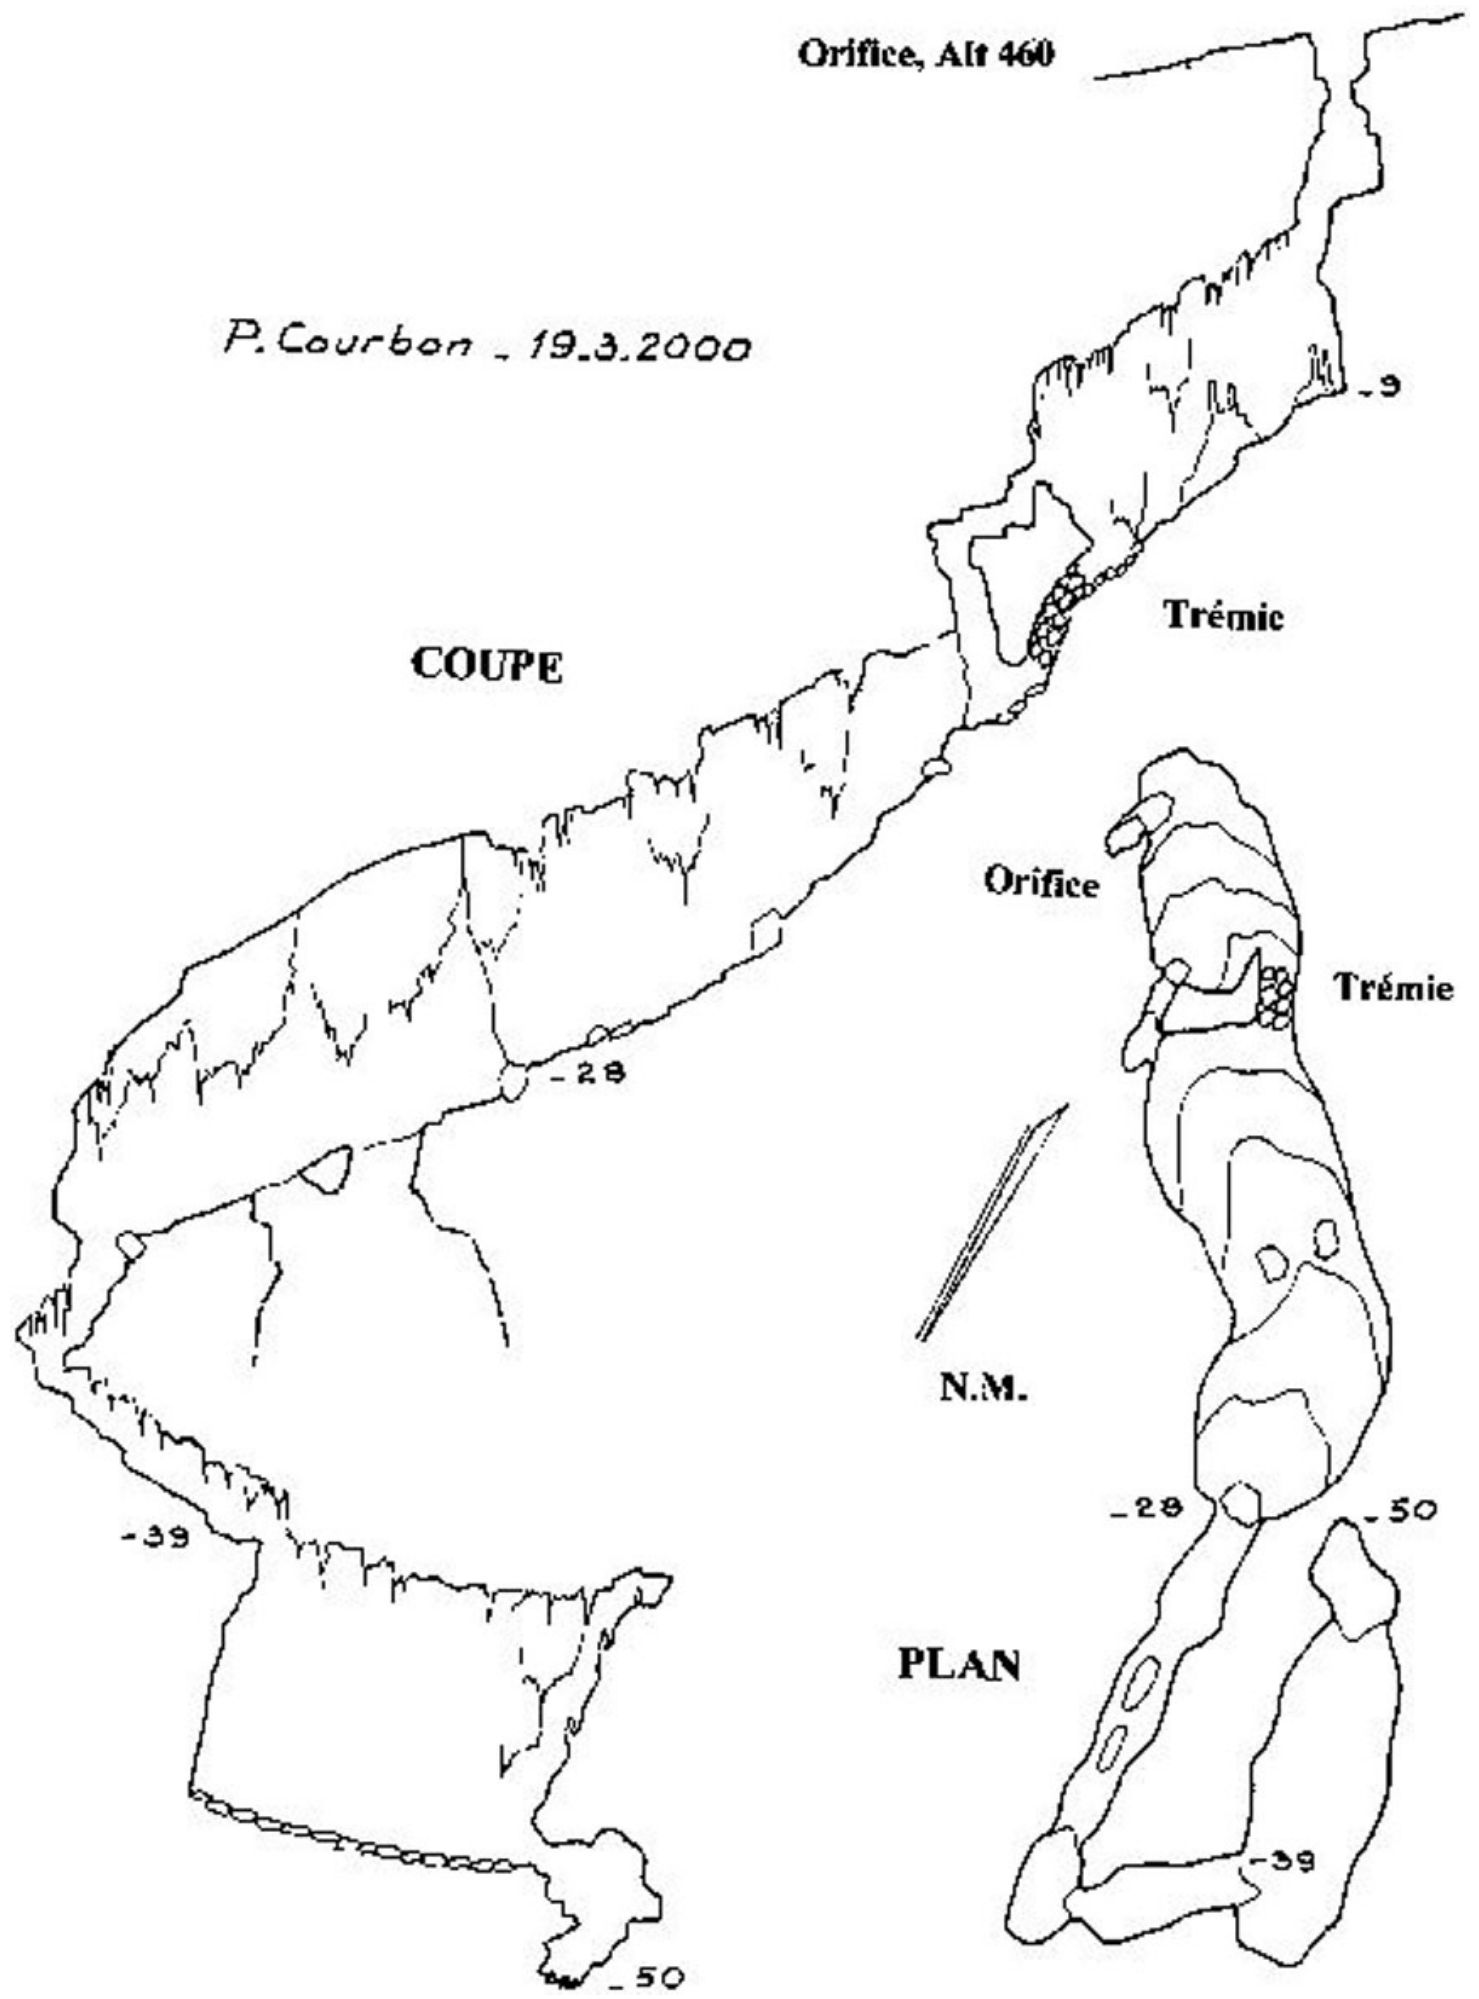 Orifice, Alt 460
P. Courbon - 19.3.2000
-9
Trémie
COUPE
Orifice
Trémie
-28
N.M.
-28
-50
-39
PLAN
-39
-50